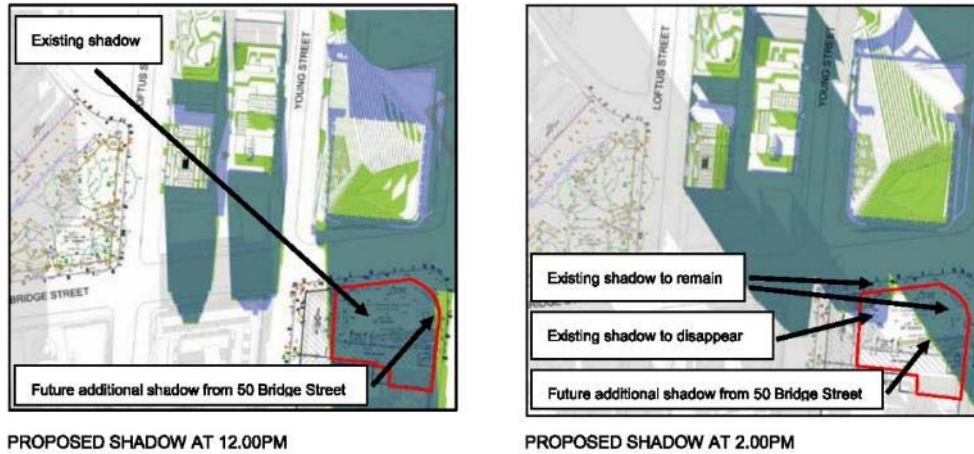 Existing shadow
LOFTUS S
YOUNG STREET
BRIDGE STREET
Future additional shadow from 50 Bridge Street
PROPOSED SHADOW AT 12.00PM
LOFTUS STREET
YOUNG STREET
RIDGE STREET
Existing shadow to remain
Existing shadow to disappear
Future additional shadow from 50 Bridge Street
PROPOSED SHADOW AT 2.00PM